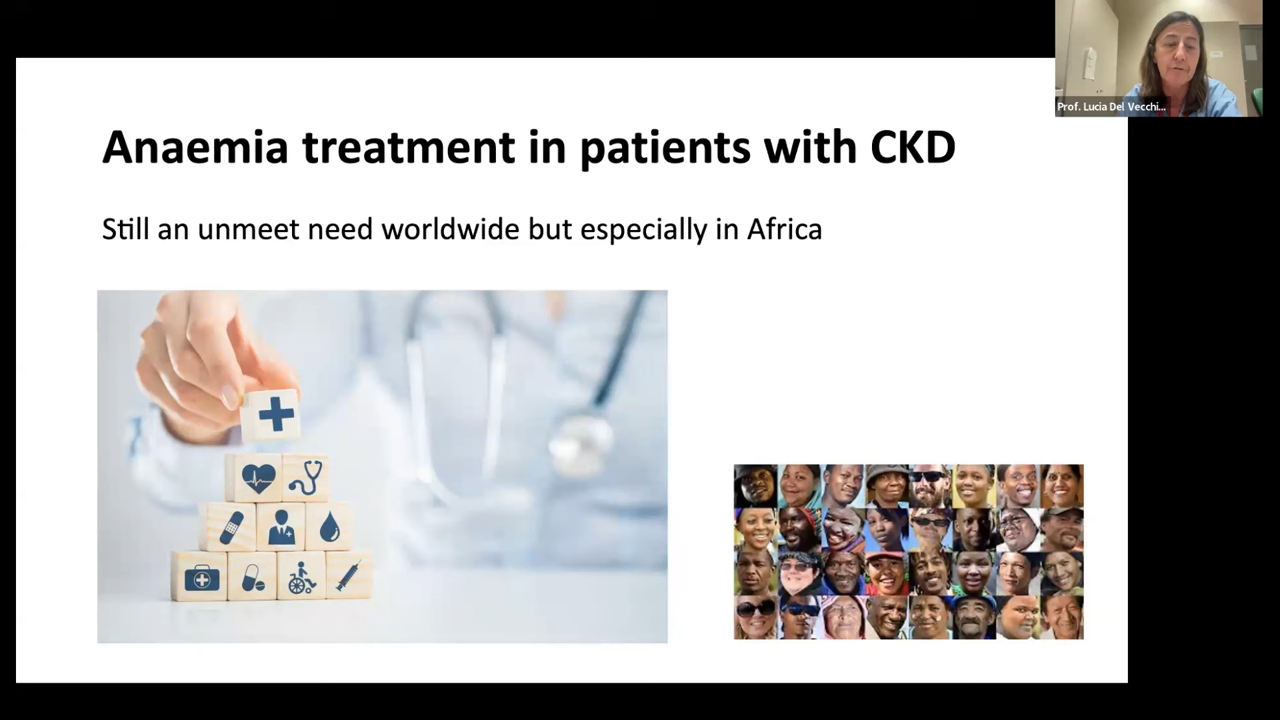 Prof. Lucia Del Vecchi...
Anaemia treatment in patients with CKD
Still an unmeet need worldwide but especially in Africa